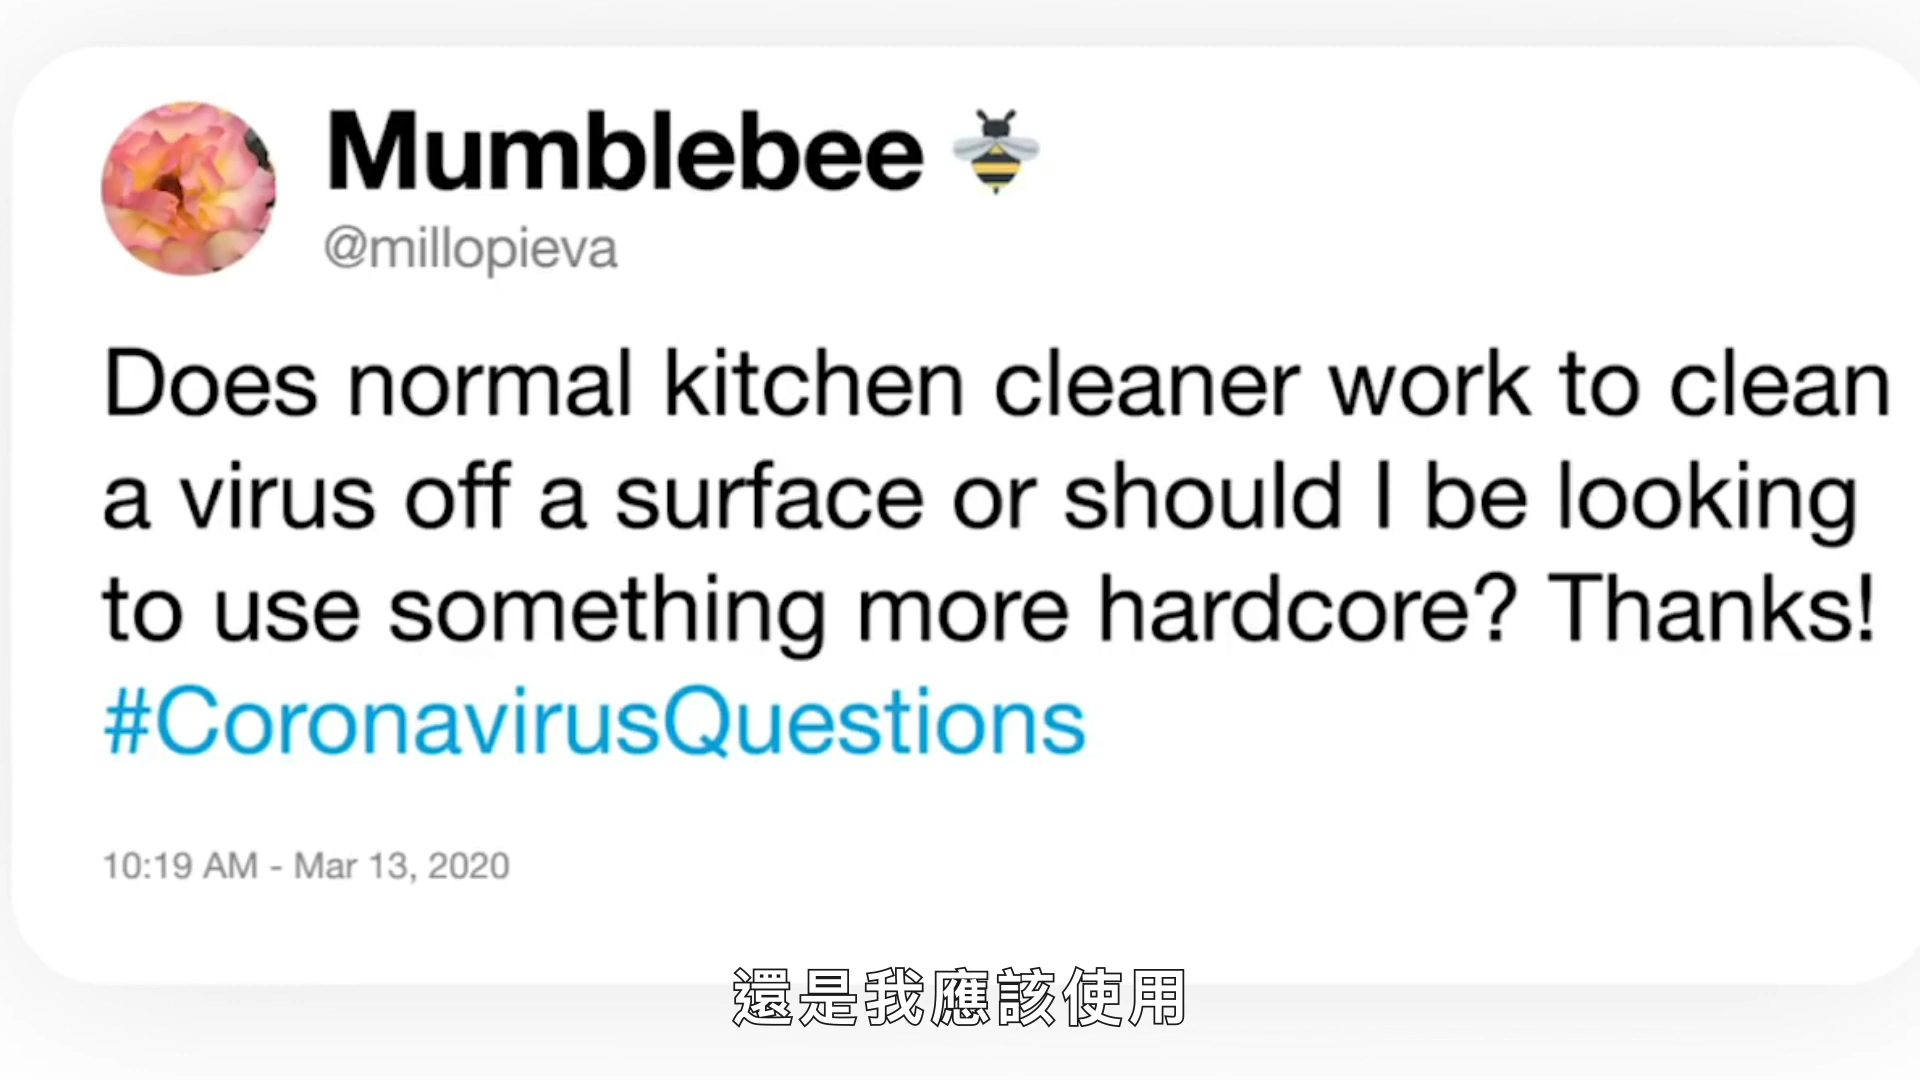 Mumblebee 🐝
@millopieva
Does normal kitchen cleaner work to clean
a virus off a surface or should I be looking
to use something more hardcore? Thanks!
#CoronavirusQuestions
10:19 AM - Mar 13, 2020
還是我應該使用